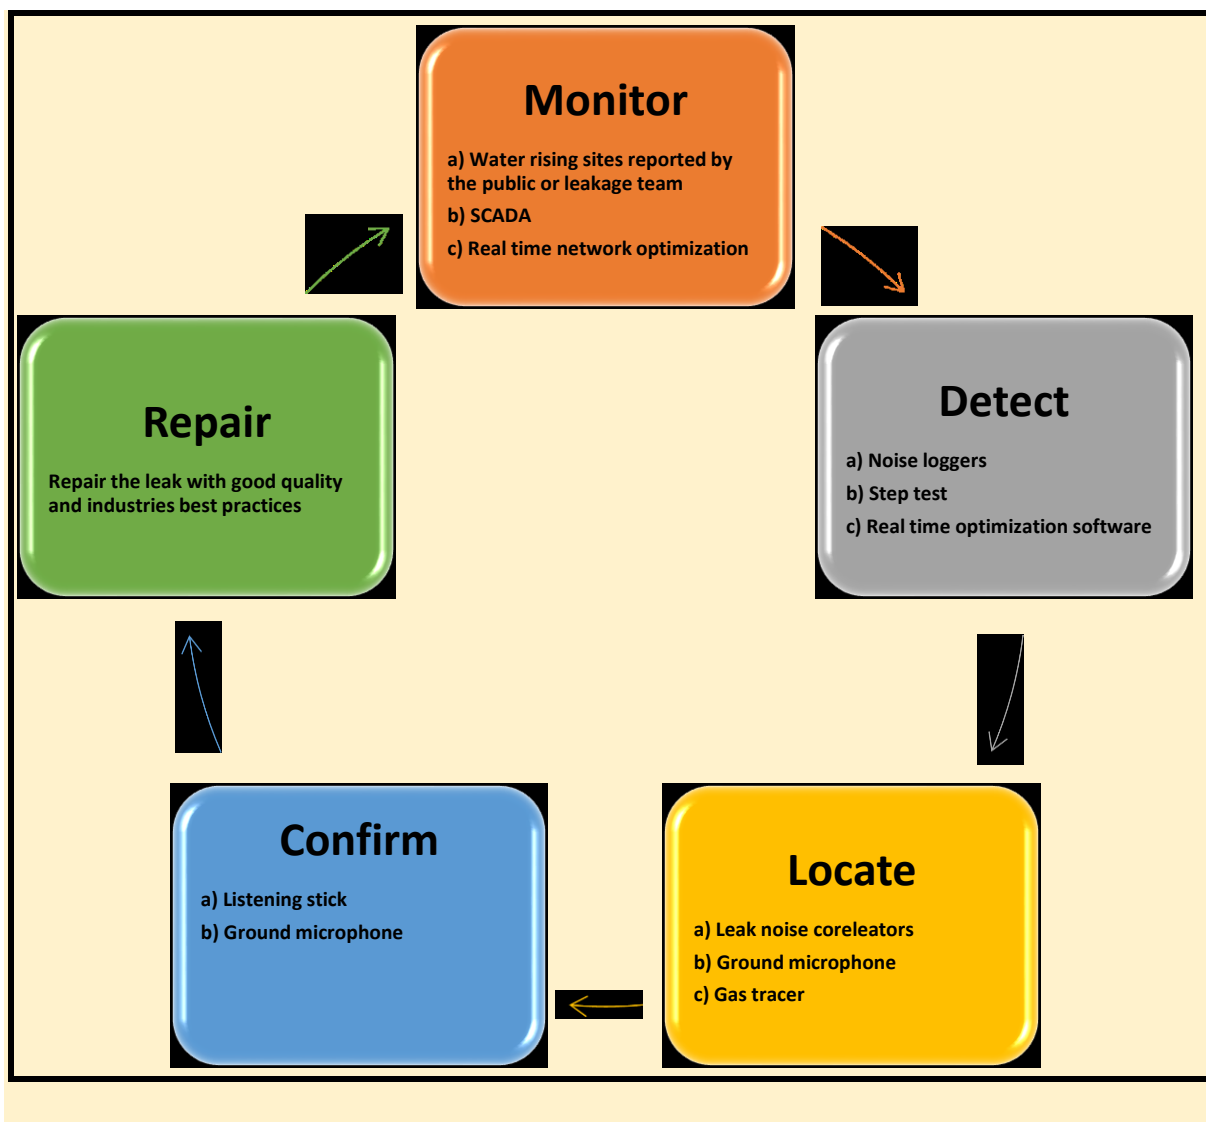 Monitor
a) Water rising sites reported by
the public or leakage team
b) SCADA
c) Real time network optimization
Detect
a) Noise loggers
b) Step test
c) Real time optimization software
Locate
a) Leak noise coreleators
b) Ground microphone
c) Gas tracer
Confirm
a) Listening stick
b) Ground microphone
Repair
Repair the leak with good quality
and industries best practices